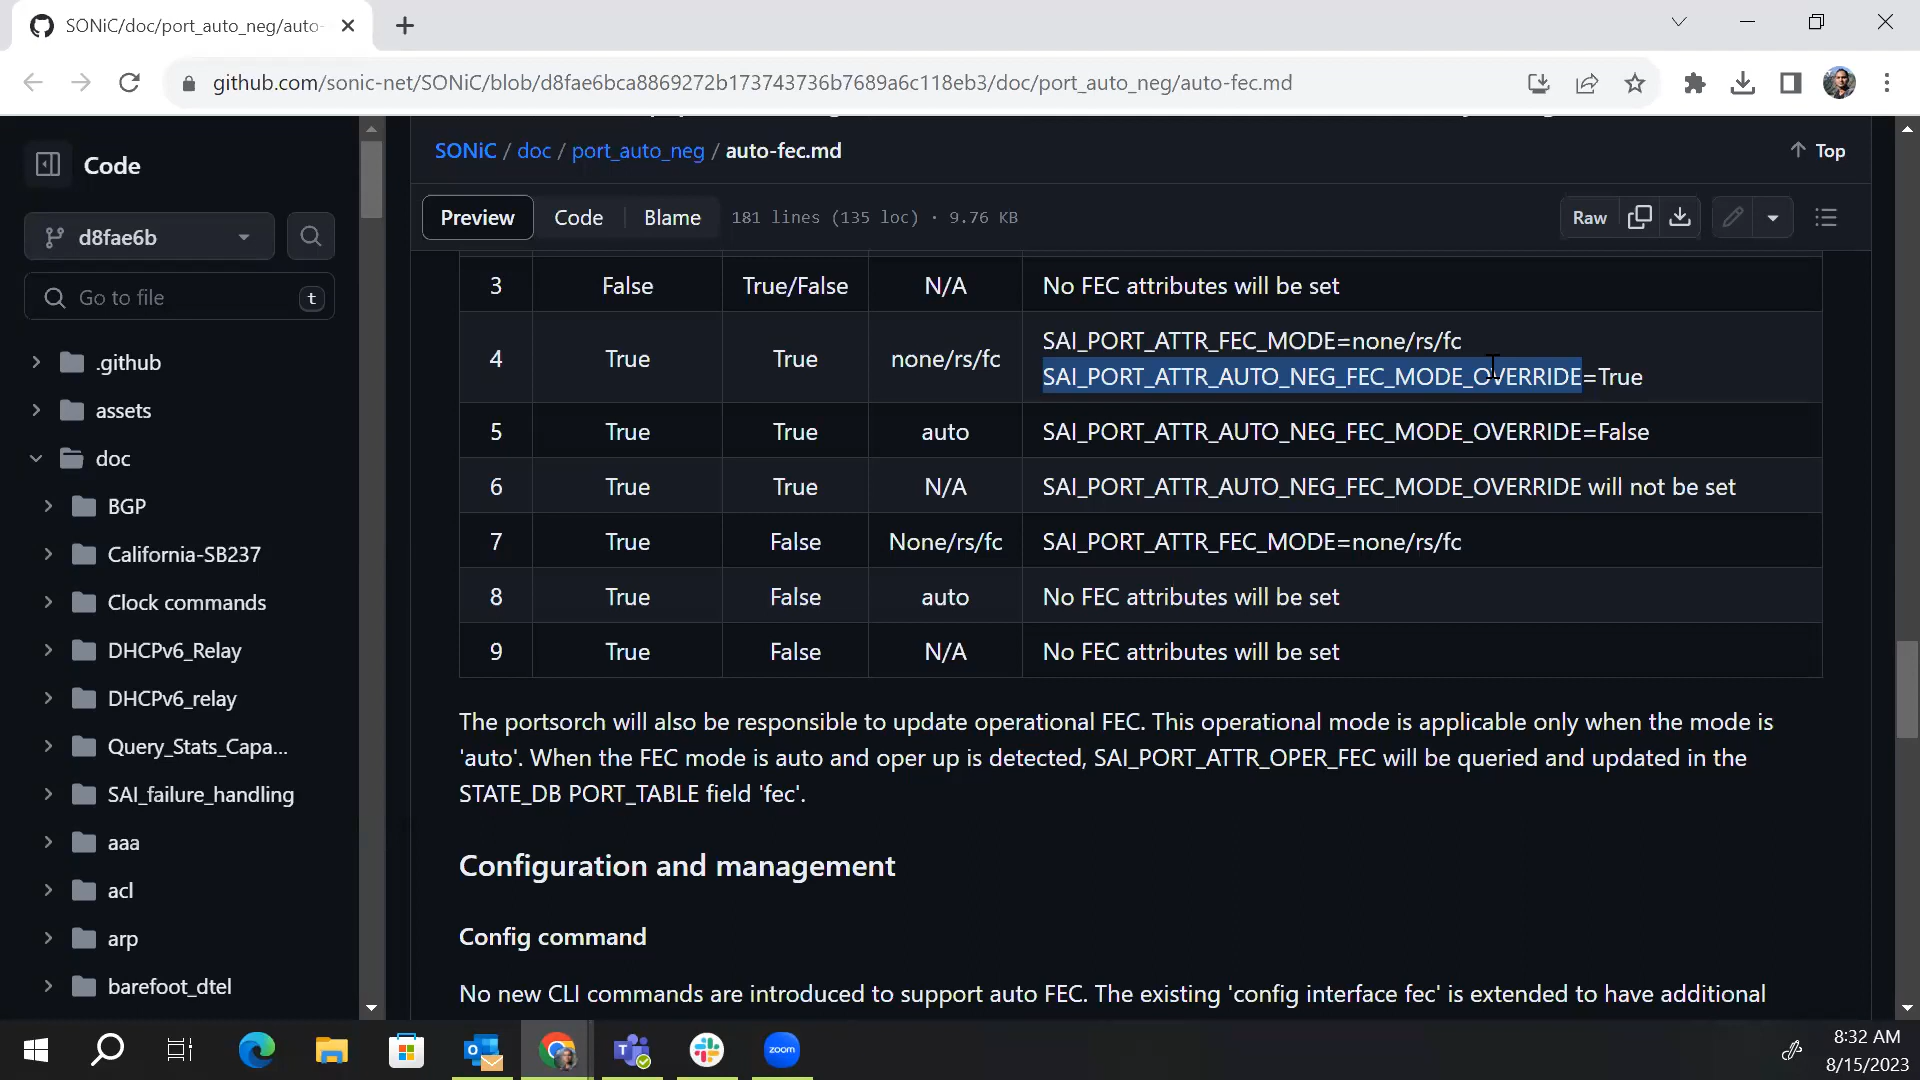 SONiC/doc/port_auto_neg/auto-
github.com/sonic-net/SONiC/blob/d8fae6bca8869272b173743736b7689a6c118eb3/doc/port_auto_neg/auto-fec.md
Code
SONiC / doc / port_auto_neg / auto-fec.md
Top
d8fae6b
Preview Code Blame 181 lines (135 loc) · 9.76 KB
Raw
Go to file t
.github
assets
doc
BGP
California-SB237
Clock commands
DHCPv6_Relay
DHCPv6_relay
Query_Stats_Capa...
SAI_failure_handling
aaa
acl
arp
barefoot_dtel
3 False True/False N/A No FEC attributes will be set
4 True True none/rs/fc SAI_PORT_ATTR_FEC_MODE=none/rs/fc
SAI_PORT_ATTR_AUTO_NEG_FEC_MODE_OVERRIDE=True
5 True True auto SAI_PORT_ATTR_AUTO_NEG_FEC_MODE_OVERRIDE=False
6 True True N/A SAI_PORT_ATTR_AUTO_NEG_FEC_MODE_OVERRIDE will not be set
7 True False None/rs/fc SAI_PORT_ATTR_FEC_MODE=none/rs/fc
8 True False auto No FEC attributes will be set
9 True False N/A No FEC attributes will be set
The portsorch will also be responsible to update operational FEC. This operational mode is applicable only when the mode is
'auto'. When the FEC mode is auto and oper up is detected, SAI_PORT_ATTR_OPER_FEC will be queried and updated in the
STATE_DB PORT_TABLE field 'fec'.
Configuration and management
Config command
No new CLI commands are introduced to support auto FEC. The existing 'config interface fec' is extended to have additional
zoom
8:32 AM
8/15/2023